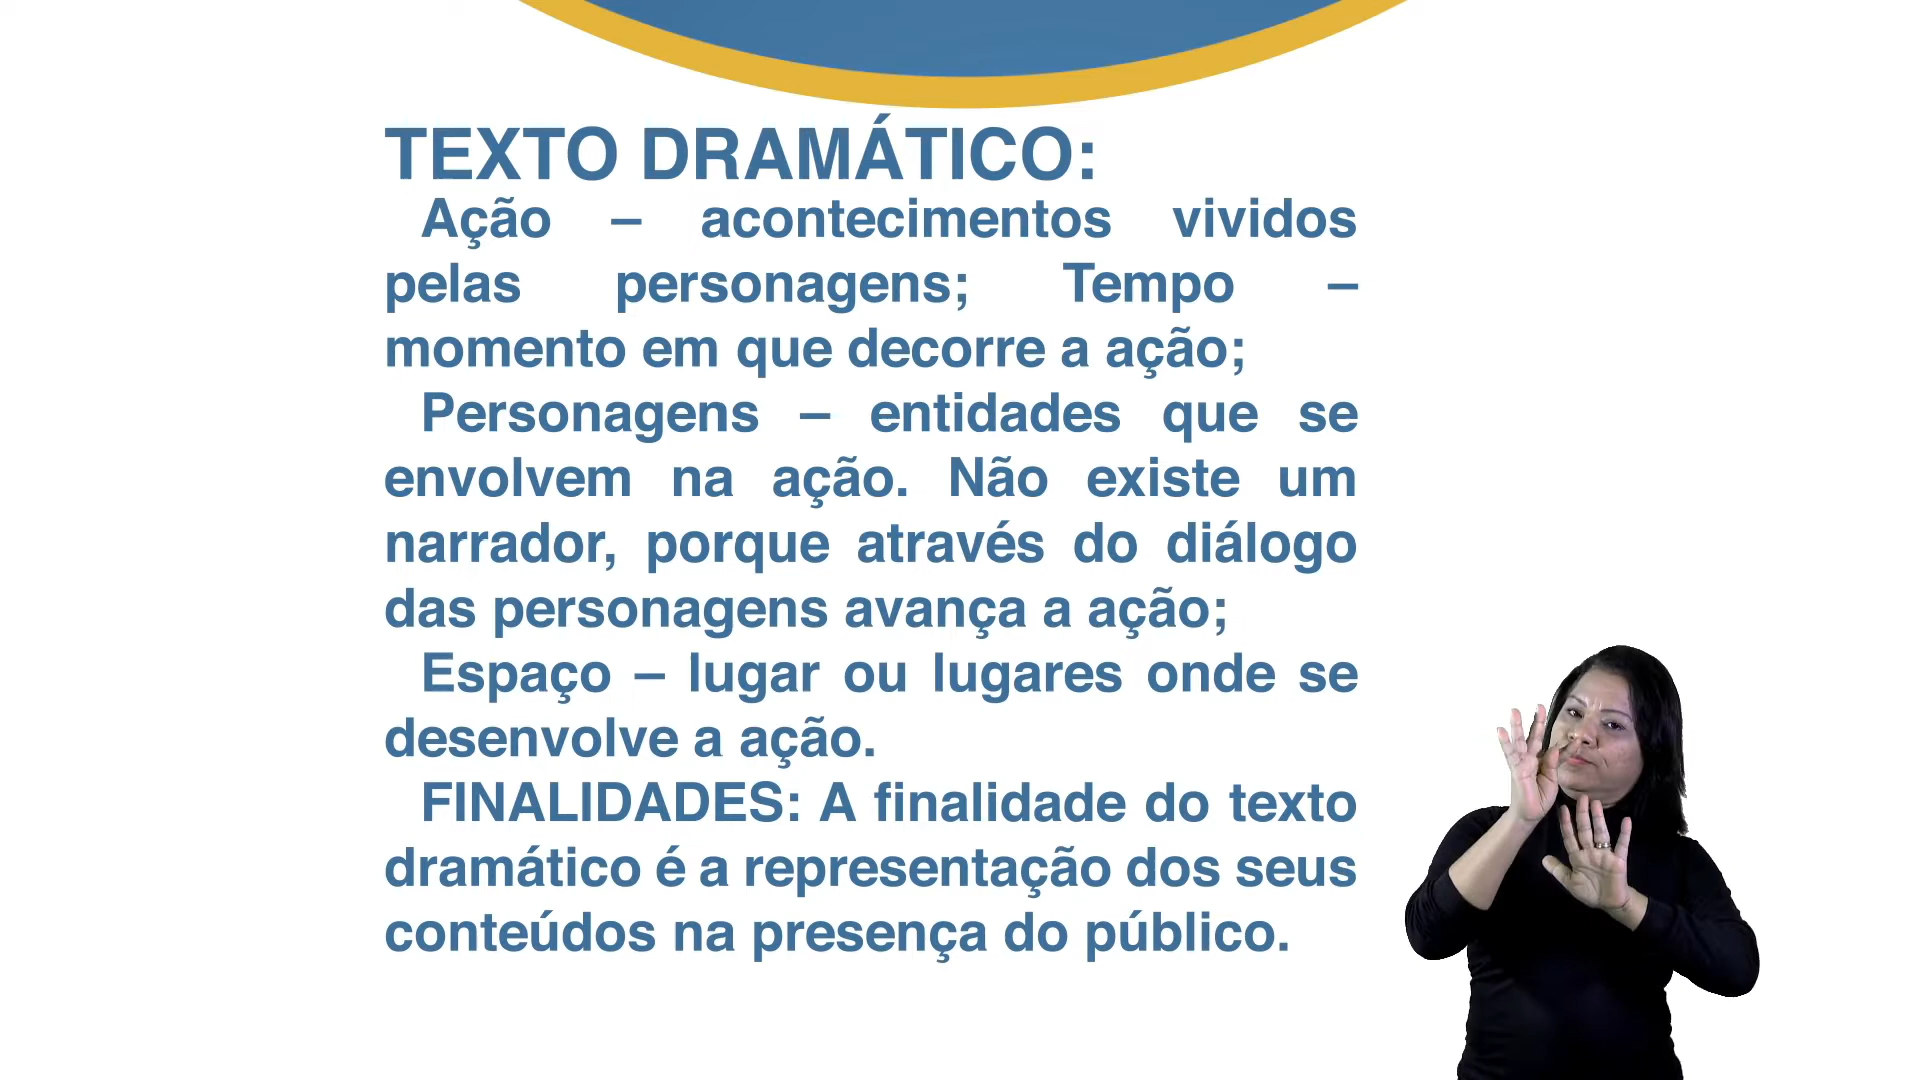 TEXTO DRAMÁTICO:
Ação – acontecimentos vividos
pelas personagens; Tempo –
momento em que decorre a ação;
Personagens – entidades que se
envolvem na ação. Não existe um
narrador, porque através do diálogo
das personagens avança a ação;
Espaço – lugar ou lugares onde se
desenvolve a ação.
FINALIDADES: A finalidade do texto
dramático é a representação dos seus
conteúdos na presença do público.